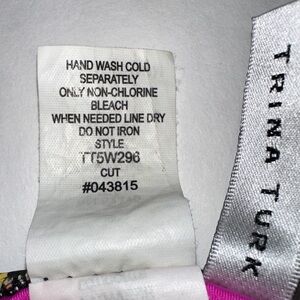 HAND WASH COLD
SEPARATELY
ONLY NON-CHLORINE
BLEACH
WHEN NEEDED LINE DRY
DO NOT IRON
STYLE
TT5W296
CUT
#043815
TRINA TURK